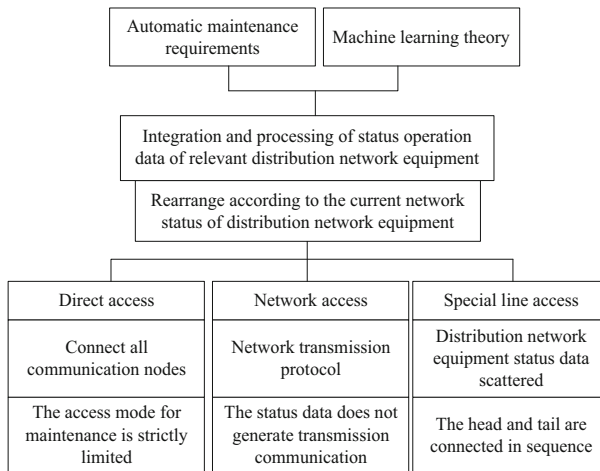 Automatic maintenance
requirements
Machine learning theory
Integration and processing of status operation
data of relevant distribution network equipment
Rearrange according to the current network
status of distribution network equipment
Direct access
Connect all
communication nodes
The access mode for
maintenance is strictly
limited
Network access
Network transmission
protocol
The status data does not
generate transmission
communication
Special line access
Distribution network
equipment status data
scattered
The head and tail are
connected in sequence